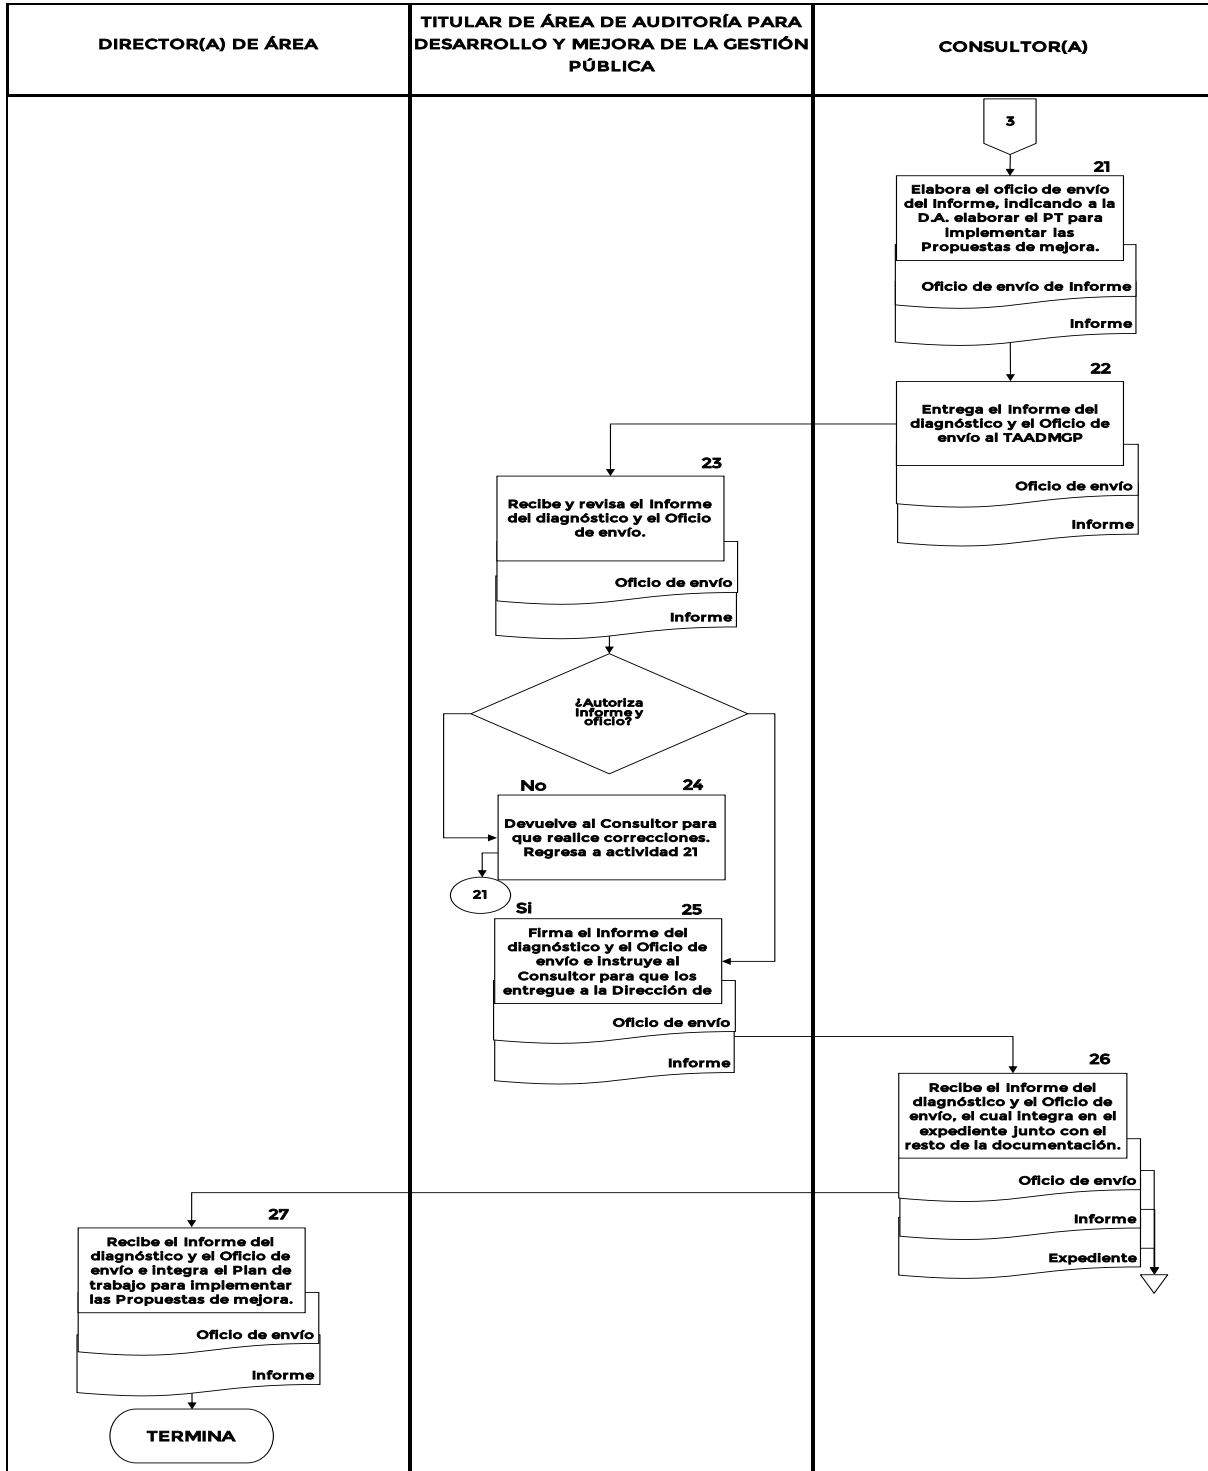 DIRECTOR(A) DE ÁREA
TITULAR DE ÁREA DE AUDITORÍA PARA
DESARROLLO Y MEJORA DE LA GESTIÓN
PÚBLICA
CONSULTOR(A)
3
21
Elabora el oficio de envío
del Informe, indicando a la
D.A. elaborar el PT para
implementar las
Propuestas de mejora.
Oficio de envío de Informe
Informe
22
Entrega el Informe del
diagnóstico y el Oficio de
envío al TAADMGP
Oficio de envío
Informe
23
Recibe y revisa el Informe
del diagnóstico y el Oficio
de envío.
Oficio de envío
Informe
¿Autoriza
Informe y
oficio?
No
24
Devuelve al Consultor para
que realice correcciones.
Regresa a actividad 21
21
Si
25
Firma el Informe del
diagnóstico y el Oficio de
envío e instruye al
Consultor para que los
entregue a la Dirección de
Oficio de envío
Informe
26
Recibe el Informe del
diagnóstico y el Oficio de
envío, el cual integra en el
expediente junto con el
resto de la documentación.
Oficio de envío
Informe
Expediente
27
Recibe el Informe del
diagnóstico y el Oficio de
envío e integra el Plan de
trabajo para implementar
las Propuestas de mejora.
Oficio de envío
Informe
TERMINA